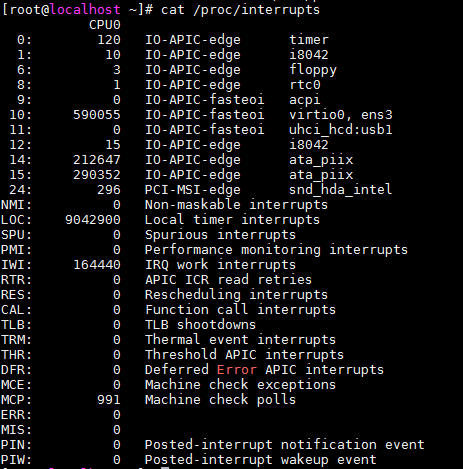 [root@localhost ~]# cat /proc/interrupts
           CPU0
  0:        120   IO-APIC-edge      timer
  1:         10   IO-APIC-edge      i8042
  6:          3   IO-APIC-edge      floppy
  8:          1   IO-APIC-edge      rtc0
  9:          0   IO-APIC-fasteoi   acpi
 10:     590055   IO-APIC-fasteoi   virtio0, ens3
 11:          0   IO-APIC-fasteoi   uhci_hcd:usb1
 12:         15   IO-APIC-edge      i8042
 14:     212647   IO-APIC-edge      ata_piix
 15:     290352   IO-APIC-edge      ata_piix
 24:        296   PCI-MSI-edge      snd_hda_intel
NMI:          0   Non-maskable interrupts
LOC:    9042900   Local timer interrupts
SPU:          0   Spurious interrupts
PMI:          0   Performance monitoring interrupts
IWI:     164440   IRQ work interrupts
RTR:          0   APIC ICR read retries
RES:          0   Rescheduling interrupts
CAL:          0   Function call interrupts
TLB:          0   TLB shootdowns
TRM:          0   Thermal event interrupts
THR:          0   Threshold APIC interrupts
DFR:          0   Deferred Error APIC interrupts
MCE:          0   Machine check exceptions
MCP:        991   Machine check polls
ERR:          0
MIS:          0
PIN:          0   Posted-interrupt notification event
PIW:          0   Posted-interrupt wakeup event